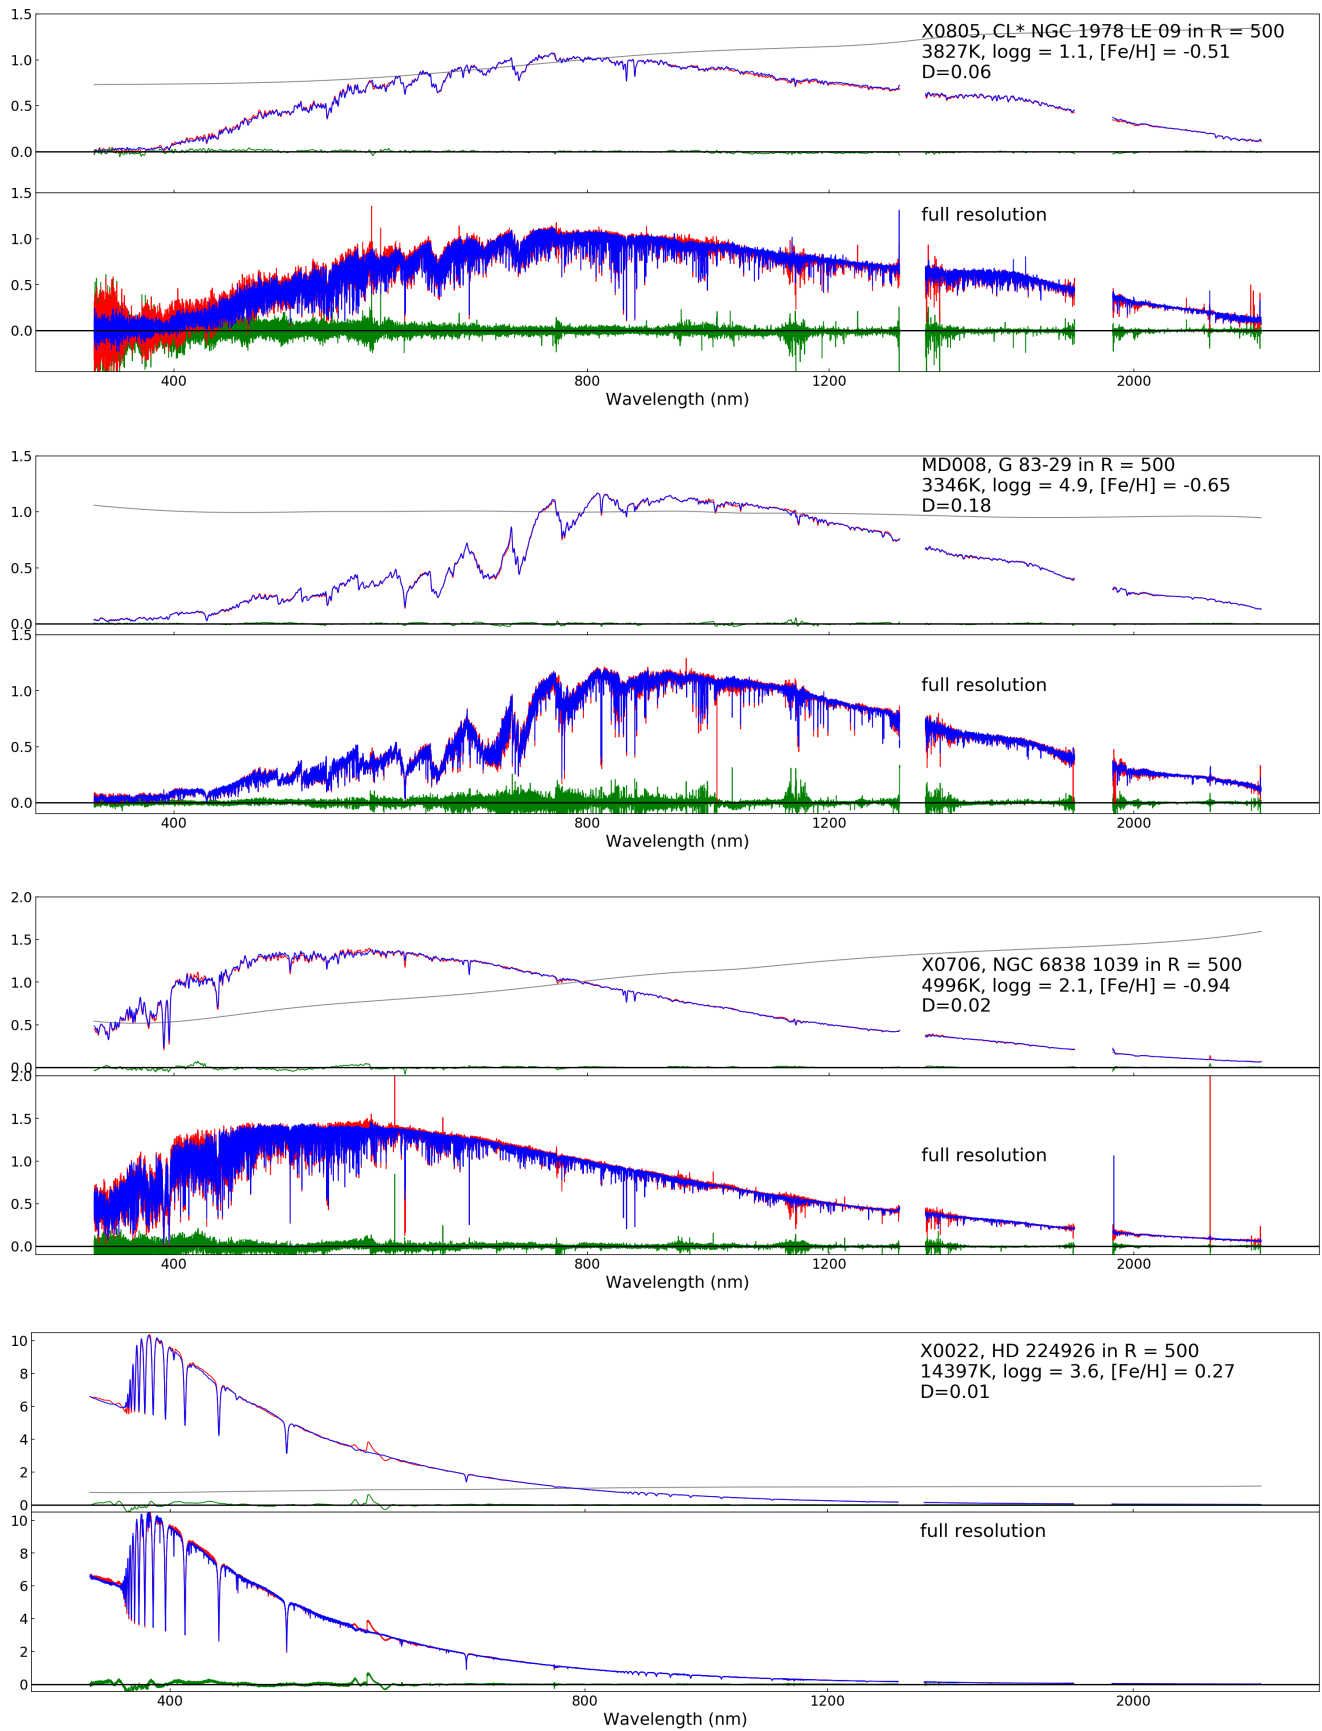 1.5
X0805, CL* NGC 1978 LE 09 in R = 500
3827K, logg = 1.1, [Fe/H] = -0.51
1.0
D=0.06
0.5
0.0
1.5
full resolution
1.0
0.5
0.0
400 800 1200 2000
Wavelength (nm)
1.5
MD008, G 83-29 in R = 500
3346K, logg = 4.9, [Fe/H] = -0.65
1.0
D=0.18
0.5
0.0
1.5
full resolution
1.0
0.5
0.0
400 800 1200 2000
Wavelength (nm)
2.0
1.5
X0706, NGC 6838 1039 in R = 500
1.0
4996K, logg = 2.1, [Fe/H] = -0.94
D=0.02
0.5
0.0
2.0
1.5
full resolution
1.0
0.5
0.0
400 800 1200 2000
Wavelength (nm)
10
X0022, HD 224926 in R = 500
14397K, logg = 3.6, [Fe/H] = 0.27
8
D=0.01
6
4
2
0
10
full resolution
8
6
4
2
0
400 800 1200 2000
Wavelength (nm)